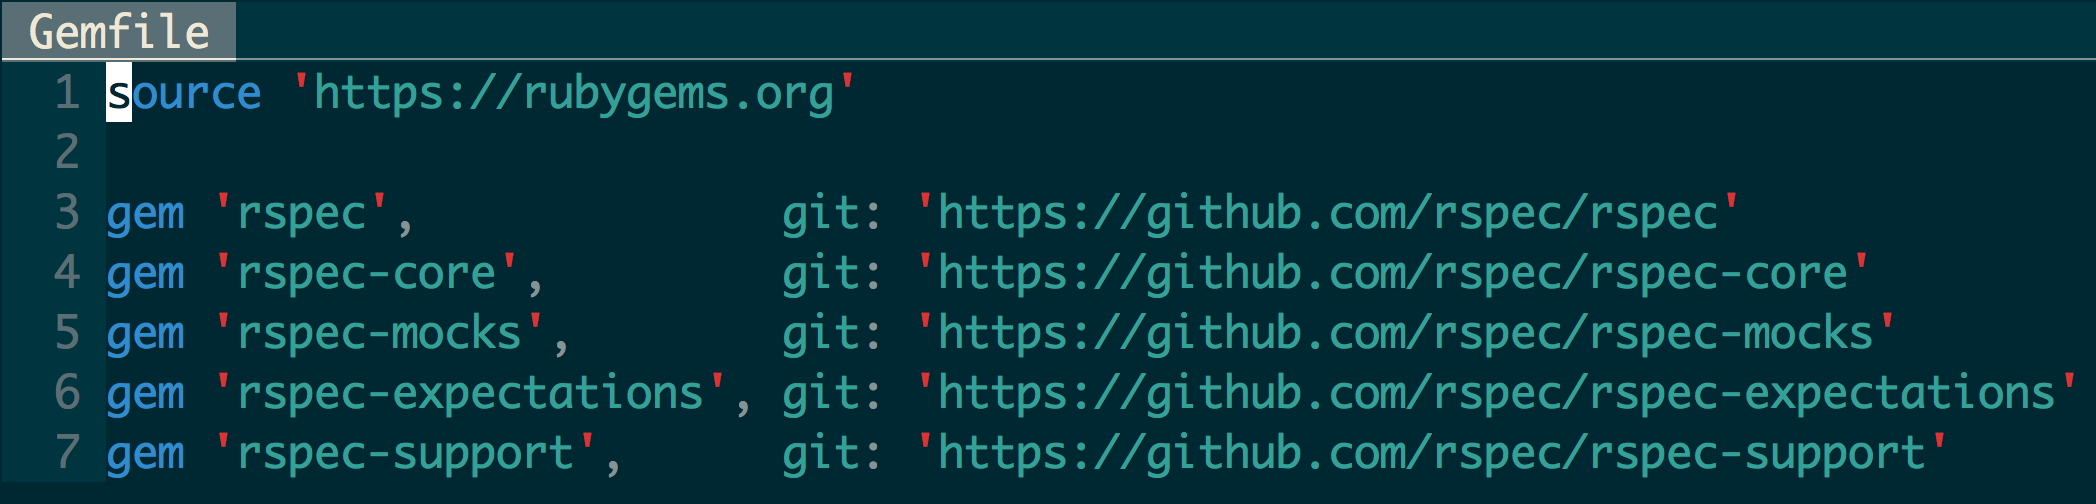 Gemfile
1 source 'https://rubygems.org'
2
3 gem 'rspec',              git: 'https://github.com/rspec/rspec'
4 gem 'rspec-core',         git: 'https://github.com/rspec/rspec-core'
5 gem 'rspec-mocks',        git: 'https://github.com/rspec/rspec-mocks'
6 gem 'rspec-expectations', git: 'https://github.com/rspec/rspec-expectations'
7 gem 'rspec-support',      git: 'https://github.com/rspec/rspec-support'